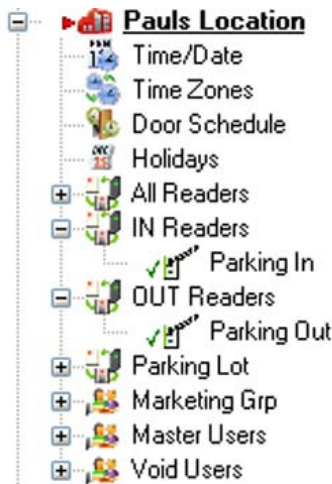 Pauls Location
Time/Date
Time Zones
Door Schedule
Holidays
All Readers
IN Readers
Parking In
OUT Readers
Parking Out
Parking Lot
Marketing Grp
Master Users
Void Users